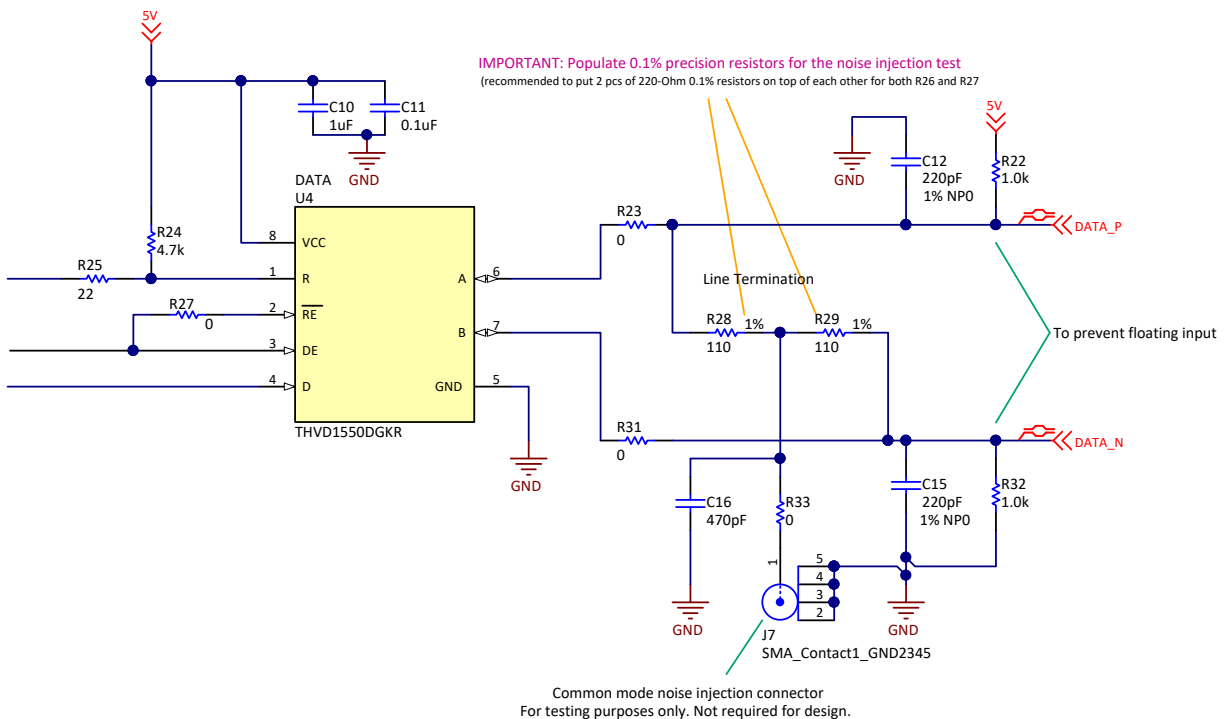 5V
IMPORTANT: Populate 0.1% precision resistors for the noise injection test
(recommended to put 2 pcs of 220-Ohm 0.1% resistors on top of each other for both R26 and R27
C10
1uF
C11
0.1uF
GND
5V
C12
220pF
1% NP0
GND
R22
1.0k
DATA
U4
R24
4.7k
R23
0
DATA_P
8
VCC
R25
22
1
R
A
6
Line Termination
R27
0
2
RE
B
7
R28
110
1%
R29
110
1%
To prevent floating input
3
DE
4
D
GND
5
THVD1550DGKR
R31
0
DATA_N
GND
C16
470pF
R33
0
C15
220pF
1% NP0
R32
1.0k
1
5
4
3
2
GND
GND
J7
SMA_Contact1_GND2345
Common mode noise injection connector
For testing purposes only. Not required for design.